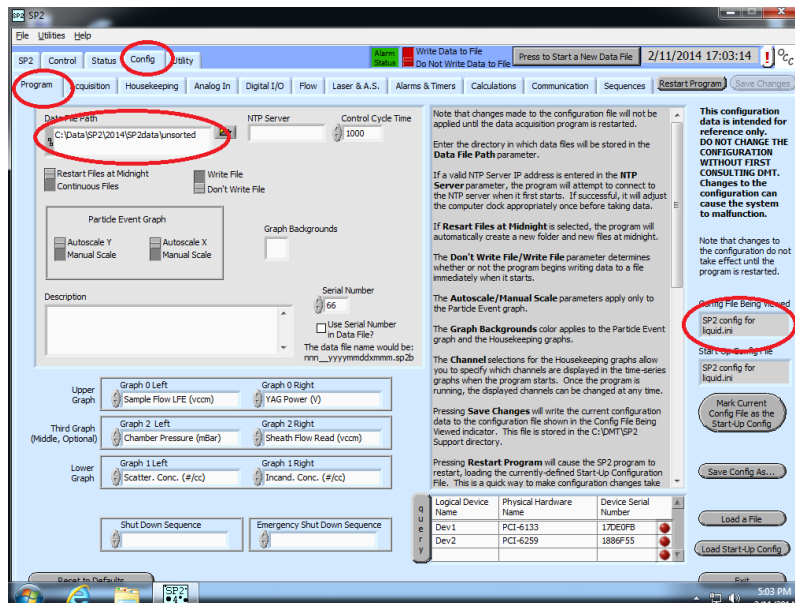 SP2
File Utilities Help
SP2 Control Status Config Utility
Alarm Status
Write Data to File
Do Not Write Data to File
Press to Start a New Data File
2/11/2014 17:03:14
!
Program Acquisition Housekeeping Analog In Digital I/O Flow Laser & A.S. Alarms & Timers Calculations Communication Sequences
Restart Program
Save Changes
Data File Path
C:\Data\SP2\2014\SP2data\unsorted
NTP Server
Control Cycle Time
1000
Restart Files at Midnight
Continuous Files
Write File
Don't Write File
Particle Event Graph
Autoscale Y
Manual Scale
Autoscale X
Manual Scale
Graph Backgrounds
Description
Serial Number
66
Use Serial Number
in Data File?
The data file name would be:
nnn__yyyymmddxmmm.sp2b
Upper
Graph
Graph 0 Left
Sample Flow LFE (vccm)
Graph 0 Right
YAG Power (V)
Third Graph
(Middle, Optional)
Graph 2 Left
Chamber Pressure (mBar)
Graph 2 Right
Sheath Flow Read (vccm)
Lower
Graph
Graph 1 Left
Scatter. Conc. (#/cc)
Graph 1 Right
Incand. Conc. (#/cc)
Shut Down Sequence
Emergency Shut Down Sequence
Reset to Defaults
Note that changes made to the configuration file will not be
applied until the data acquisition program is restarted.
Enter the directory in which data files will be stored in the
Data File Path parameter.
If a valid NTP Server IP address is entered in the NTP
Server parameter, the program will attempt to connect to
the NTP server when it first starts. If successful, it will adjust
the computer clock appropriately once before taking data.
If Resart Files at Midnight is selected, the program will
automatically create a new folder and new files at midnight.
The Don't Write File/Write File parameter determines
whether or not the program begins writing data to a file
immediately when it starts.
The Autoscale/Manual Scale parameters apply only to
the Particle Event graph.
The Graph Backgrounds color applies to the Particle Event
graph and the Housekeeping graphs.
The Channel selections for the Housekeeping graphs allow
you to specify which channels are displayed in the time-series
graphs when the program starts. Once the program is
running, the displayed channels can be changed at any time.
Pressing Save Changes will write the current configuration
data to the configuration file shown in the Config File Being
Viewed indicator. This file is stored in the C:\DMT\SP2
Support directory.
Pressing Restart Program will cause the SP2 program to
restart, loading the currently-defined Start-Up Configuration
File. This is a quick way to make configuration changes take
query
Logical Device Name
Physical Hardware Name
Device Serial Number
Dev1 PCI-6133 17DE0FB
Dev2 PCI-6259 1886F55
This configuration
data is intended for
reference only.
DO NOT CHANGE THE
CONFIGURATION
WITHOUT FIRST
CONSULTING DMT.
Changes to the
configuration can
cause the system
to malfunction.
Note that changes to
the configuration do not
take effect until the
program is restarted.
Config File Being Viewed
SP2 config for
liquid.ini
Start-Up Config File
SP2 config for
liquid.ini
Mark Current
Config File as the
Start-Up Config
Save Config As...
Load a File
Load Start-Up Config
Exit
SP2
5:03 PM
2/11/2014